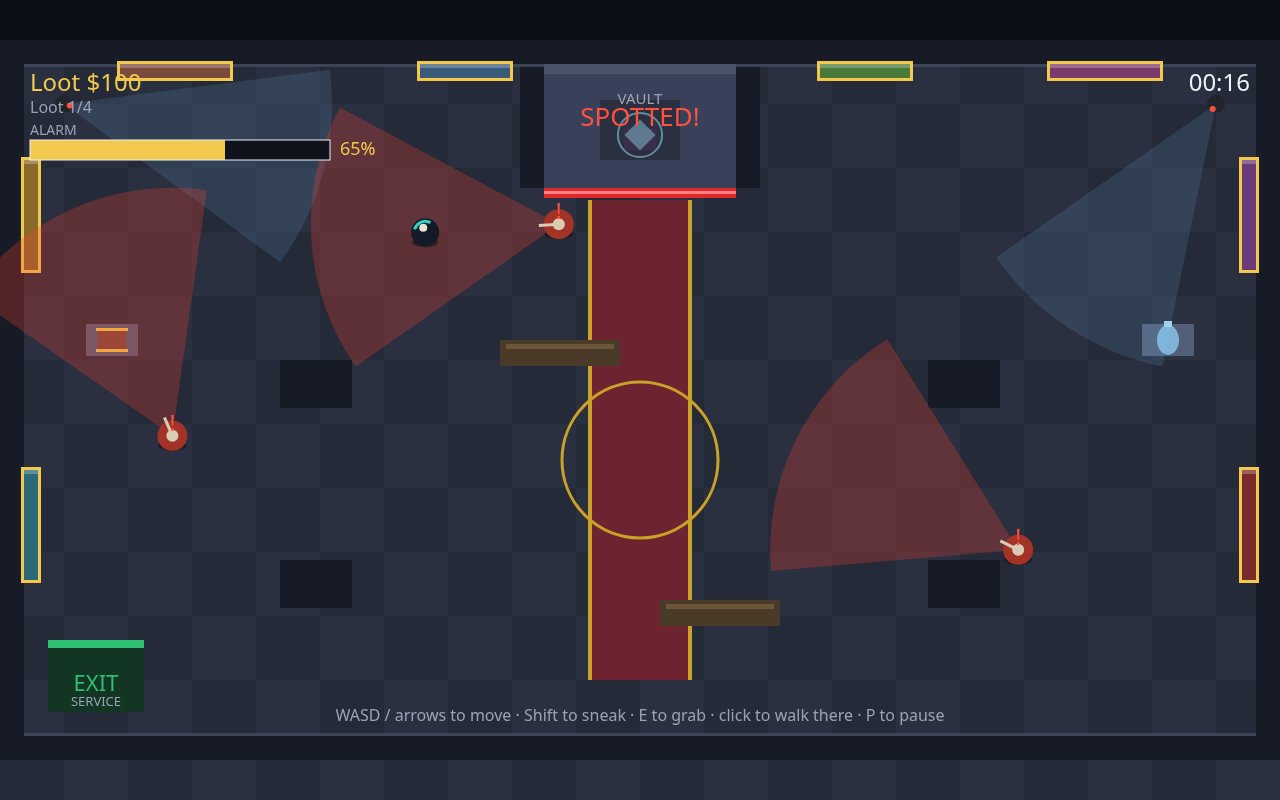 Loot $100
00:16
Loot 1/4
ALARM
65%
VAULT
SPOTTED!
!
!
!
EXIT
SERVICE
WASD / arrows to move · Shift to sneak · E to grab · click to walk there · P to pause